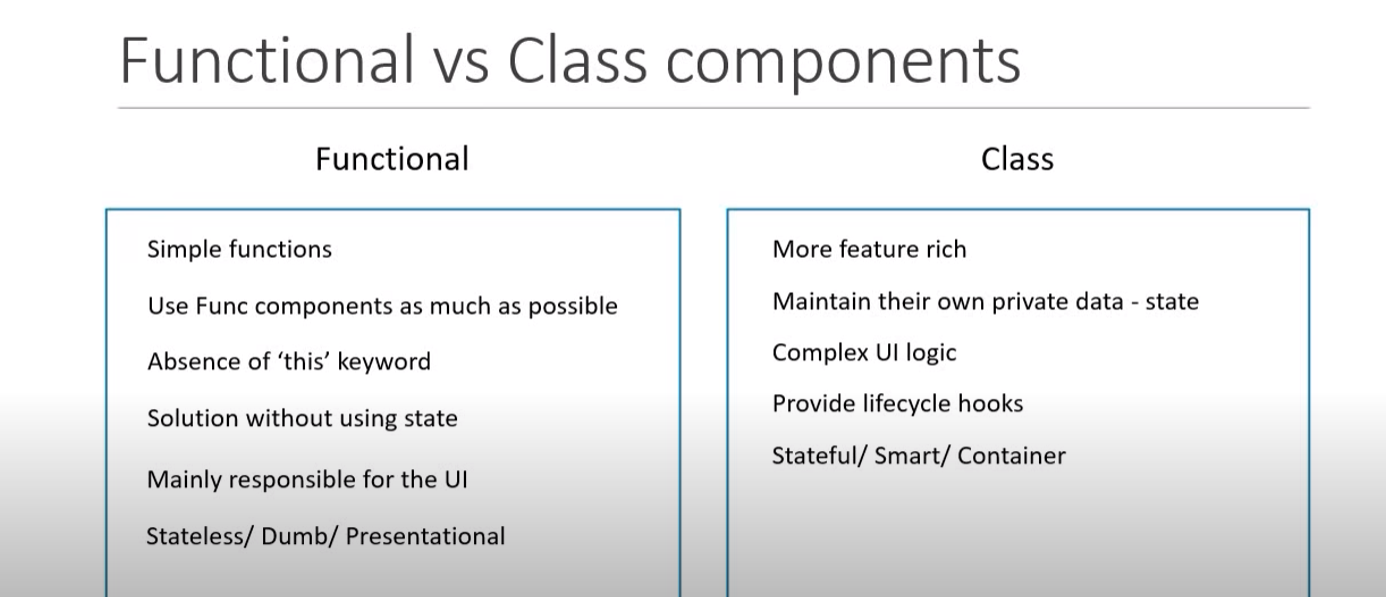 Functional vs Class components
Functional
Simple functions
Use Func components as much as possible
Absence of ‘this’ keyword
Solution without using state
Mainly responsible for the UI
Stateless/ Dumb/ Presentational
Class
More feature rich
Maintain their own private data - state
Complex UI logic
Provide lifecycle hooks
Stateful/ Smart/ Container